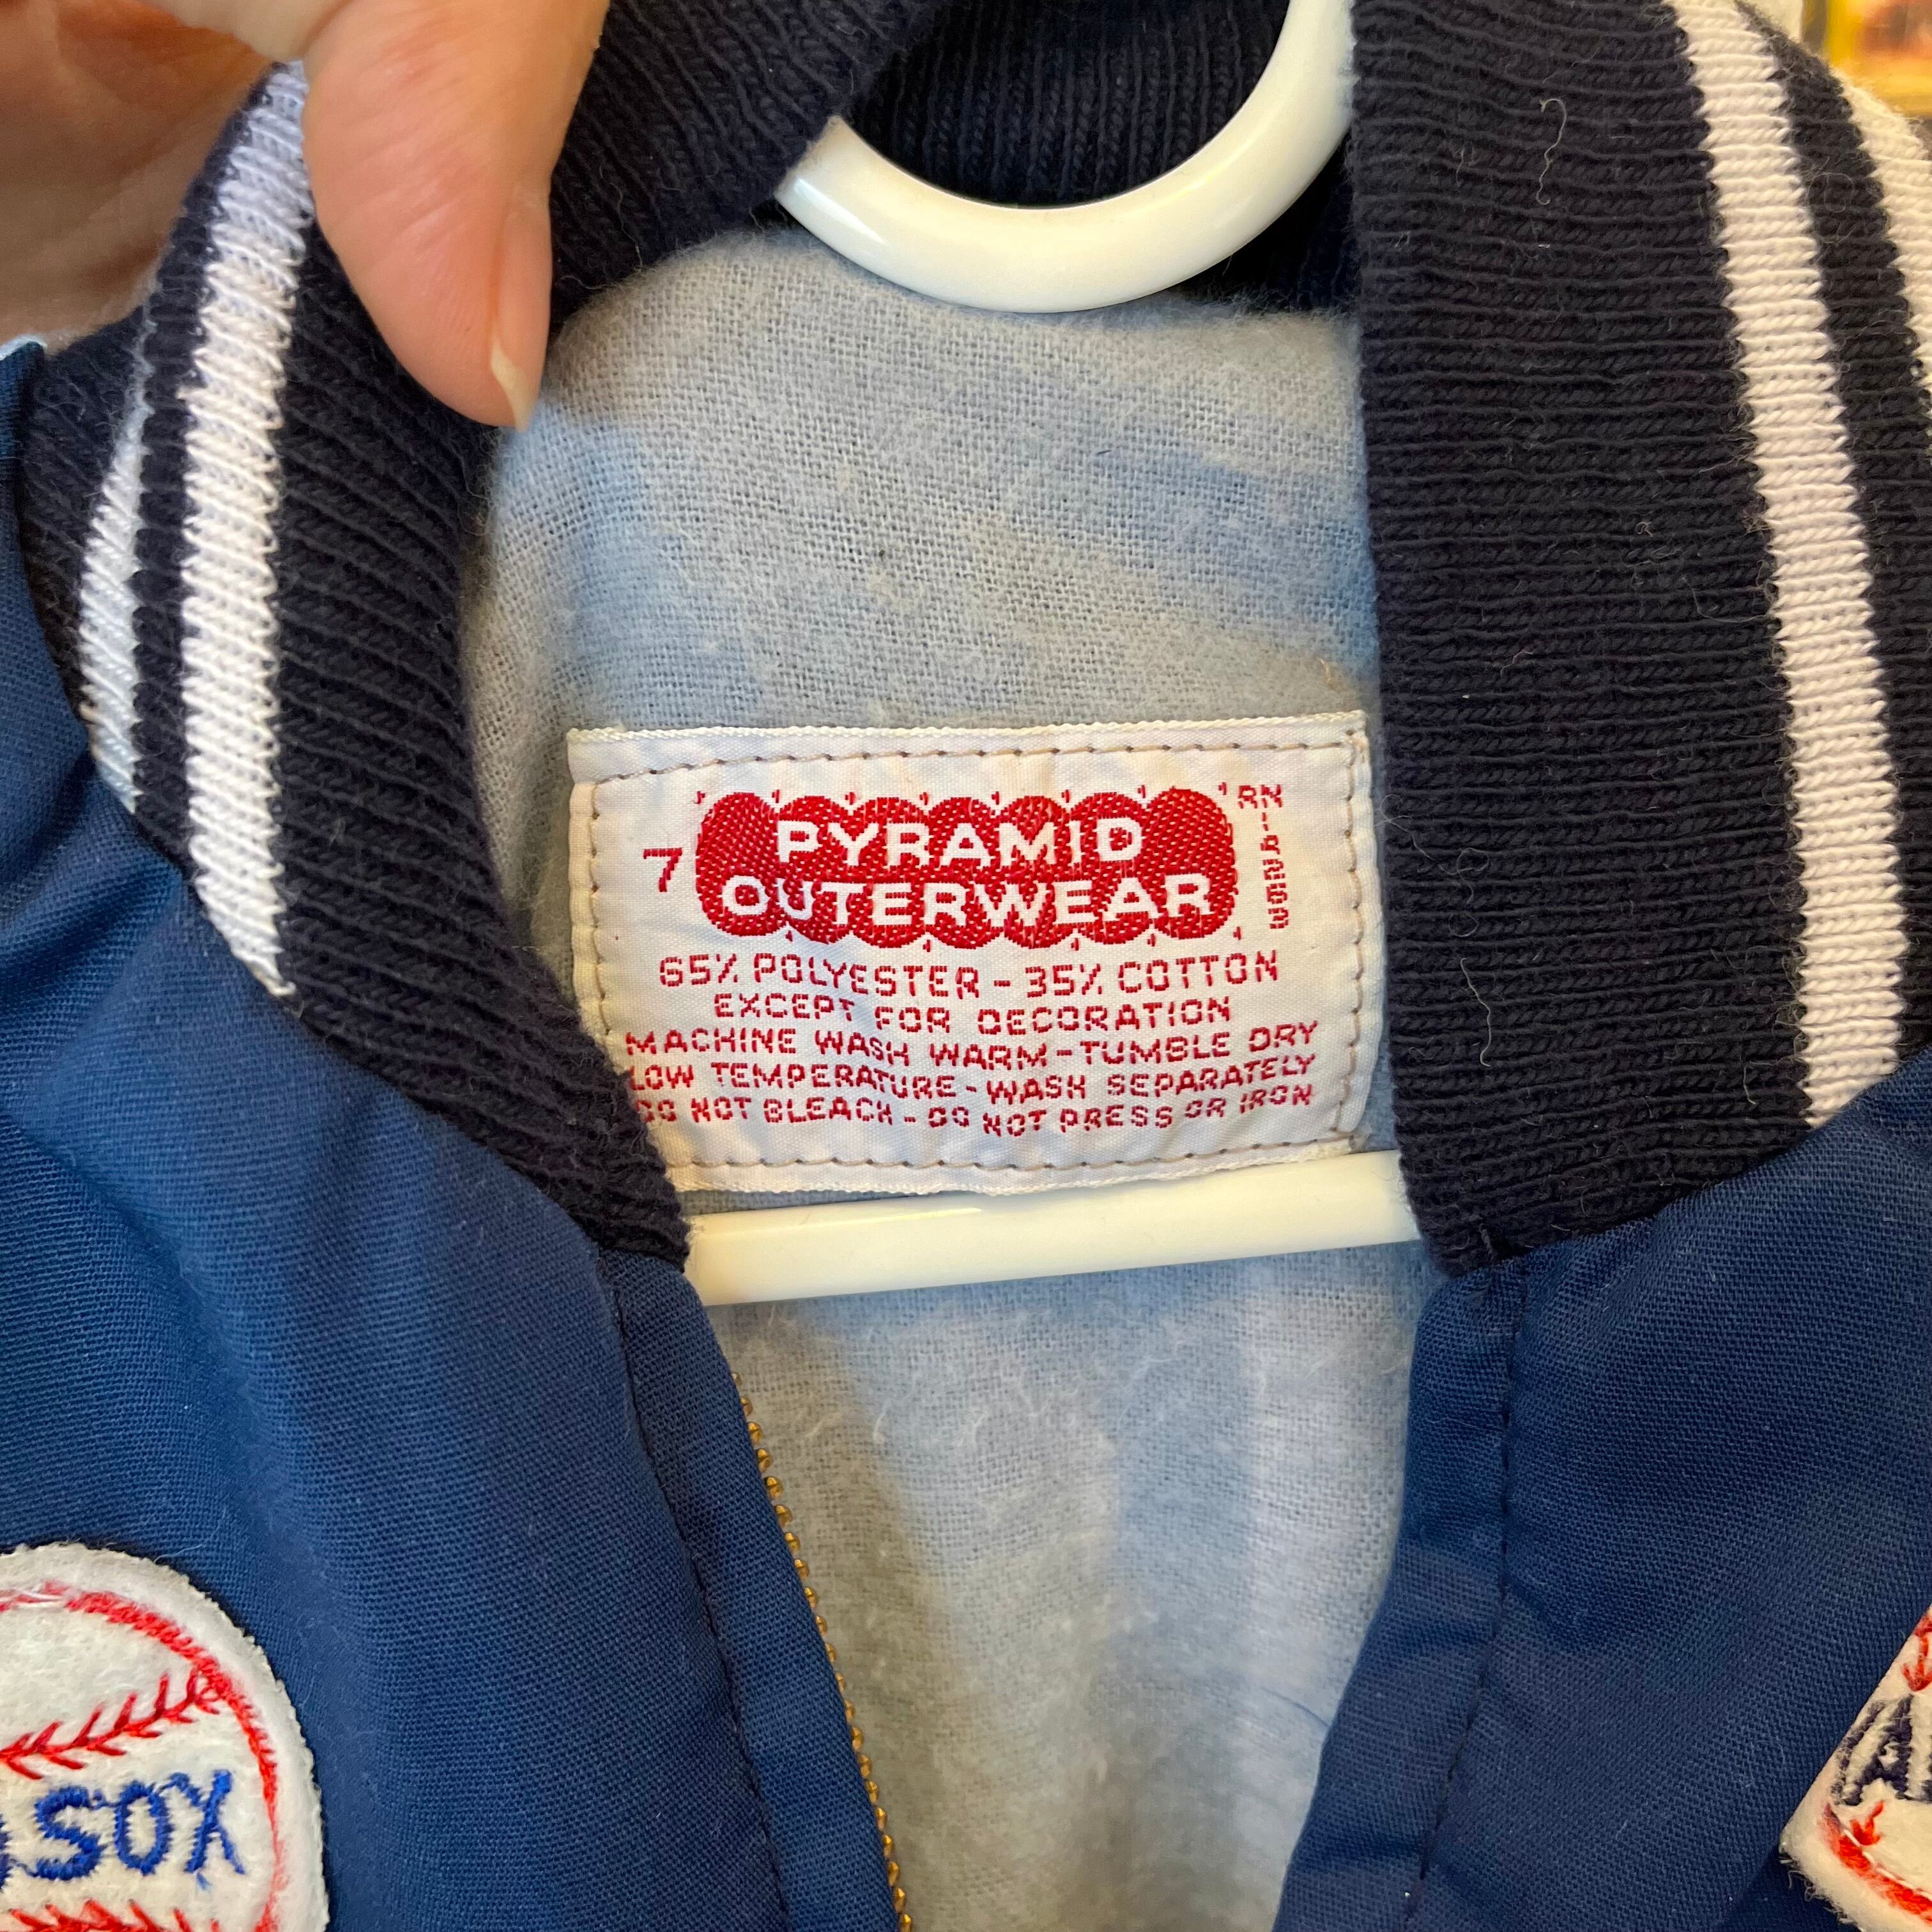 7
PYRAMID
OUTERWEAR
65% POLYESTER - 35% COTTON
EXCEPT FOR DECORATION
MACHINE WASH WARM - TUMBLE DRY
LOW TEMPERATURE - WASH SEPARATELY
DO NOT BLEACH - DO NOT PRESS OR IRON
SOX